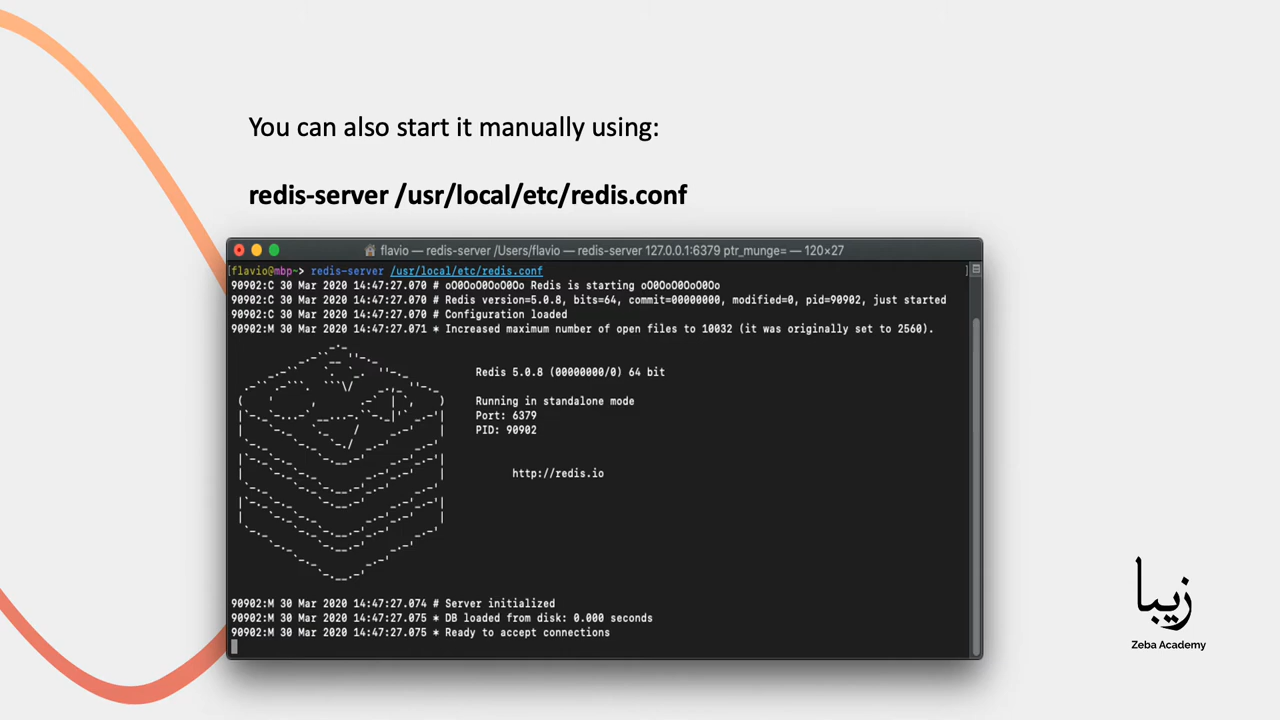 You can also start it manually using:
redis-server /usr/local/etc/redis.conf
flavio — redis-server /Users/flavio — redis-server 127.0.0.1:6379 ptr_munge= — 120×27
[flavio@mbp~> redis-server /usr/local/etc/redis.conf ]
90902:C 30 Mar 2020 14:47:27.070 # oO0OoO0OoO0Oo Redis is starting oO0OoO0OoO0Oo
90902:C 30 Mar 2020 14:47:27.070 # Redis version=5.0.8, bits=64, commit=00000000, modified=0, pid=90902, just started
90902:C 30 Mar 2020 14:47:27.070 # Configuration loaded
90902:M 30 Mar 2020 14:47:27.071 * Increased maximum number of open files to 10032 (it was originally set to 2560).
Redis 5.0.8 (00000000/0) 64 bit
Running in standalone mode
Port: 6379
PID: 90902
http://redis.io
90902:M 30 Mar 2020 14:47:27.074 # Server initialized
90902:M 30 Mar 2020 14:47:27.075 * DB loaded from disk: 0.000 seconds
90902:M 30 Mar 2020 14:47:27.075 * Ready to accept connections
زیبا
Zeba Academy